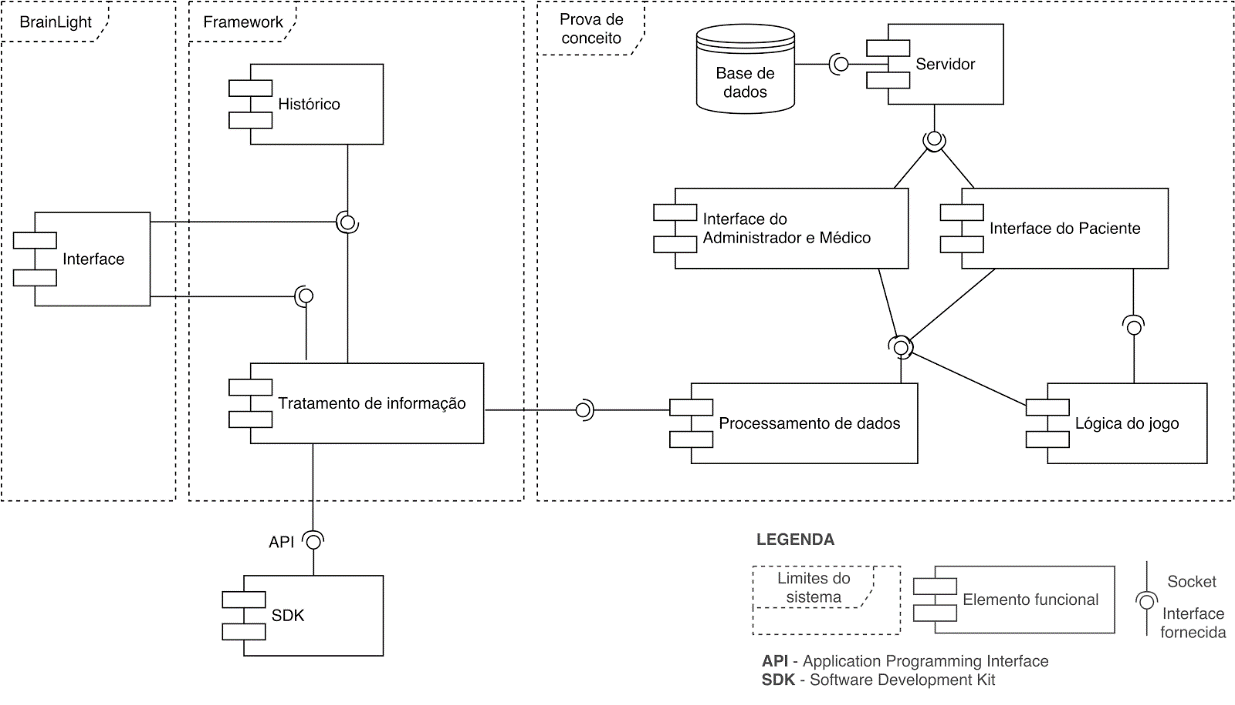 BrainLight
Framework
Prova de
conceito
Histórico
Base de
dados
Servidor
Interface
Interface do
Administrador e Médico
Interface do Paciente
Tratamento de informação
Processamento de dados
Lógica do jogo
API
SDK
LEGENDA
Limites do
sistema
Elemento funcional
Socket
Interface
fornecida
API - Application Programming Interface
SDK - Software Development Kit